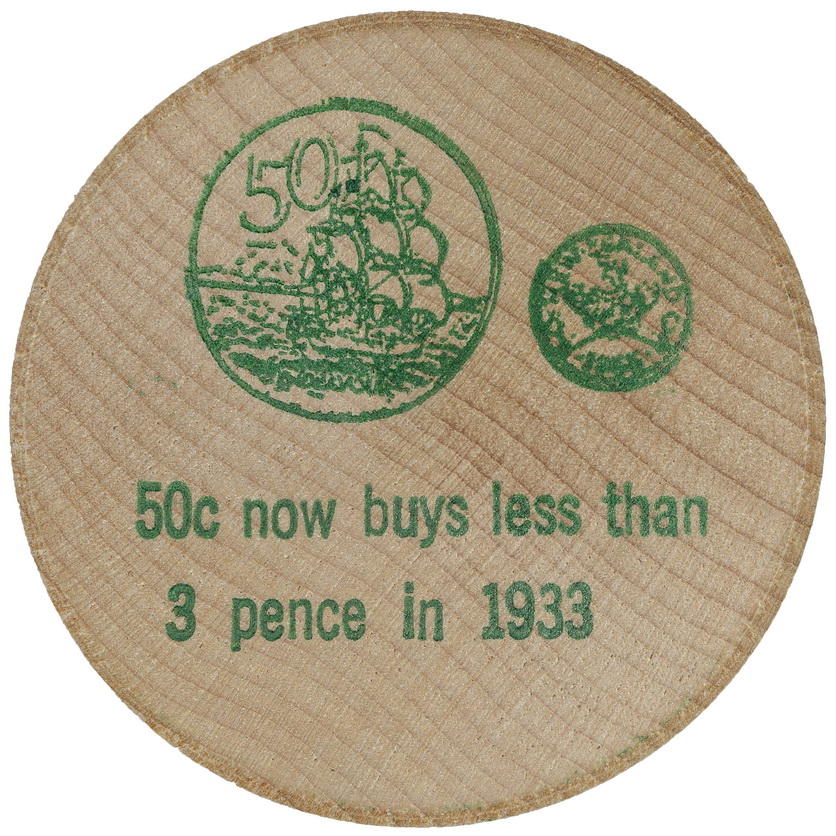 50
50c now buys less than
3 pence in 1933